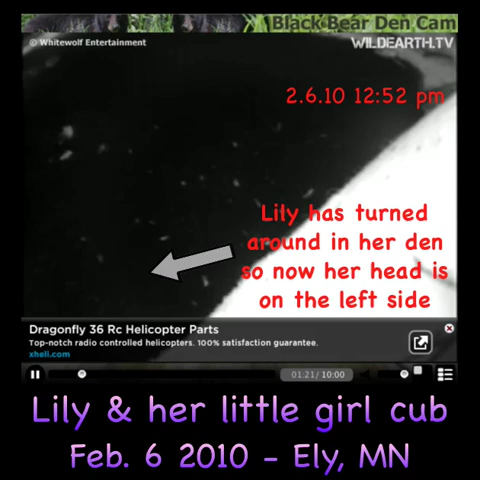 Black Bear Den Cam
© Whitewolf Entertainment
WILDEARTH.TV
2.6.10 12:52 pm
Lily has turned
around in her den
so now her head is
on the left side
Dragonfly 36 Rc Helicopter Parts
Top-notch radio controlled helicopters. 100% satisfaction guarantee.
xheli.com
01:21/ 10:00
Lily & her little girl cub
Feb. 6 2010 - Ely, MN